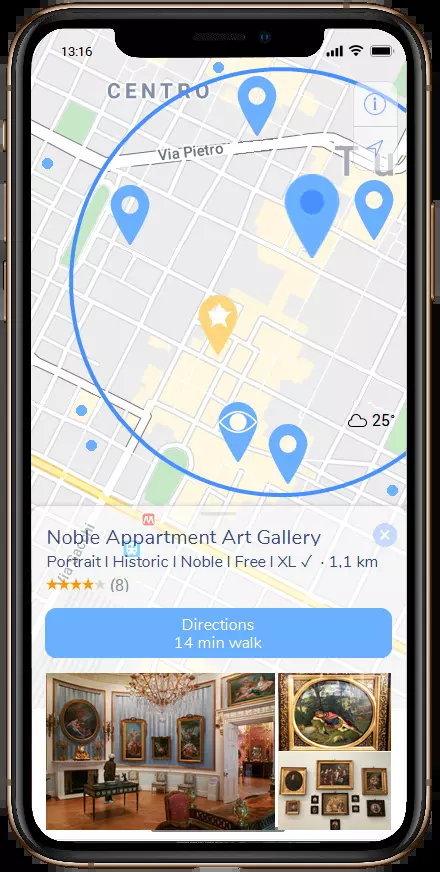 13:16
CENTRO
Via Pietro
Tu
25°
M
Noble Appartment Art Gallery
Portrait I Historic I Noble I Free I XL ✓ · 1,1 km
(8)
Directions
14 min walk